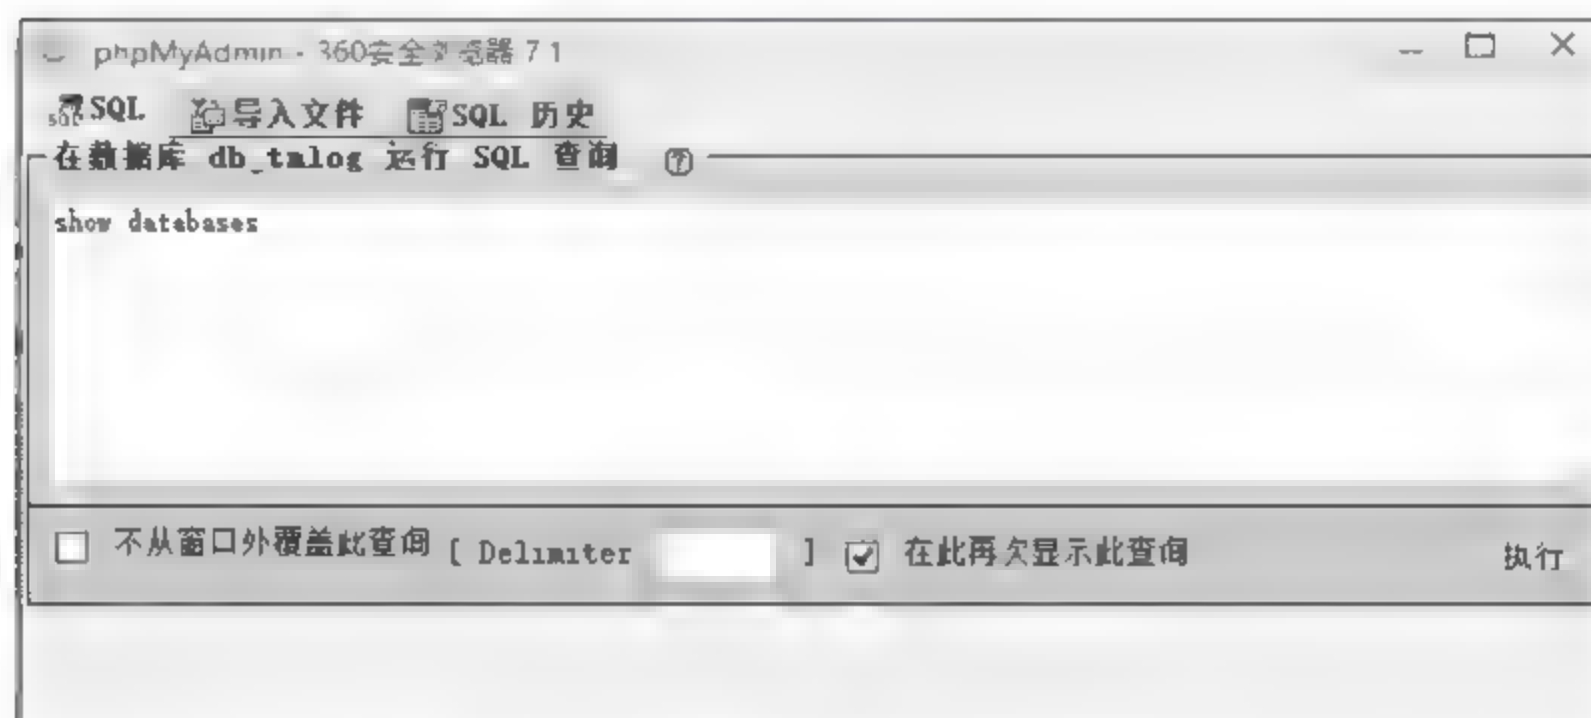 phpMyAdmin - 360安全浏览器 7 1
SQL 导入文件 SQL 历史
在数据库 db_tmlog 运行 SQL 查询
show databases
不从窗口外覆盖此查询 [ Delimiter ] 在此再次显示此查询 执行